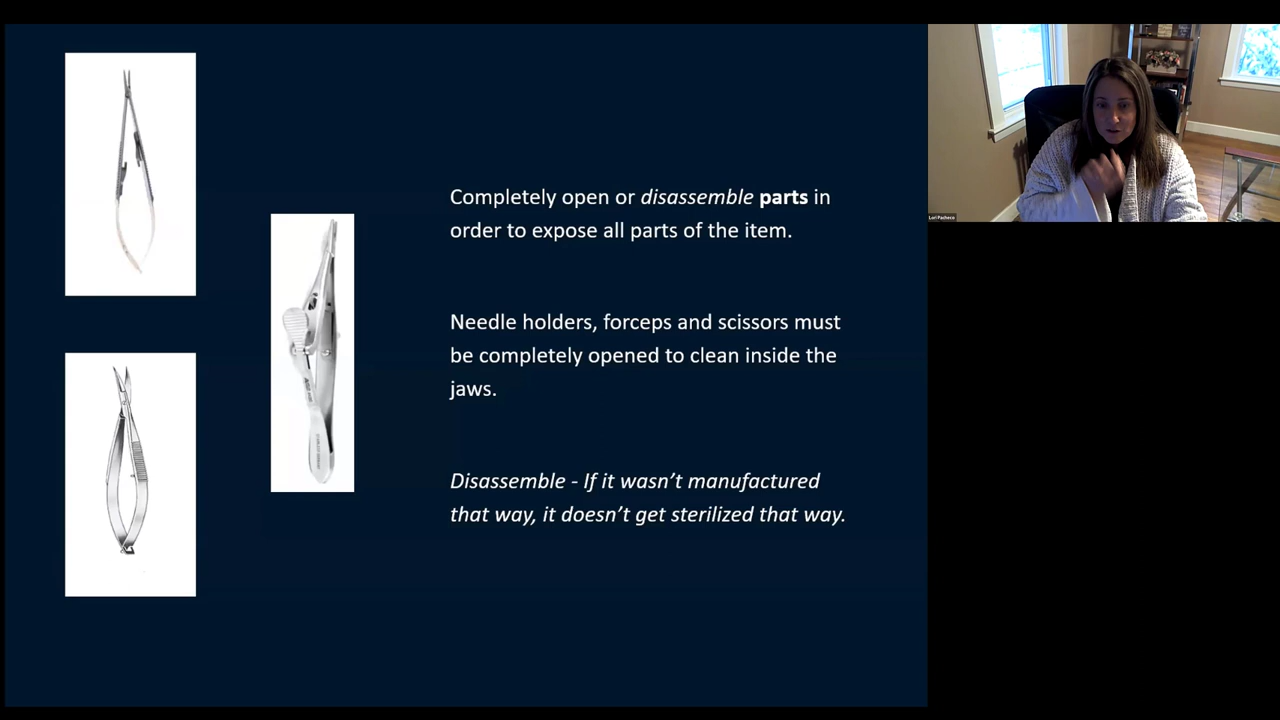 Completely open or disassemble parts in
order to expose all parts of the item.
Needle holders, forceps and scissors must
be completely opened to clean inside the
jaws.
Disassemble - If it wasn’t manufactured
that way, it doesn’t get sterilized that way.
Lori Pacheco